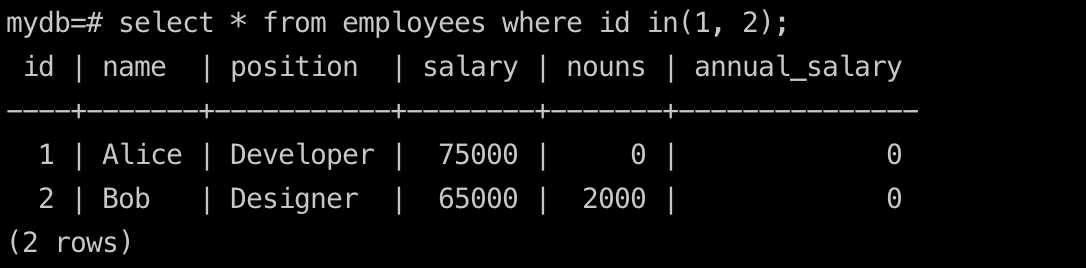 mydb=# select * from employees where id in(1, 2);
 id | name  | position  | salary | nouns | annual_salary
----+-------+-----------+--------+-------+---------------
  1 | Alice | Developer |  75000 |     0 |             0
  2 | Bob   | Designer  |  65000 |  2000 |             0
(2 rows)